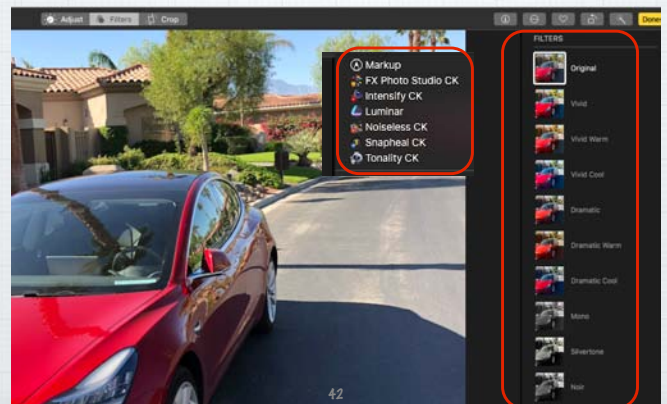 Adjust Filters Crop Done
FILTERS
Markup
FX Photo Studio CK
Intensify CK
Luminar
Noiseless CK
Snapheal CK
Tonality CK
Original
Vivid
Vivid Warm
Vivid Cool
Dramatic
Dramatic Warm
Dramatic Cool
Mono
Silvertone
Noir
42